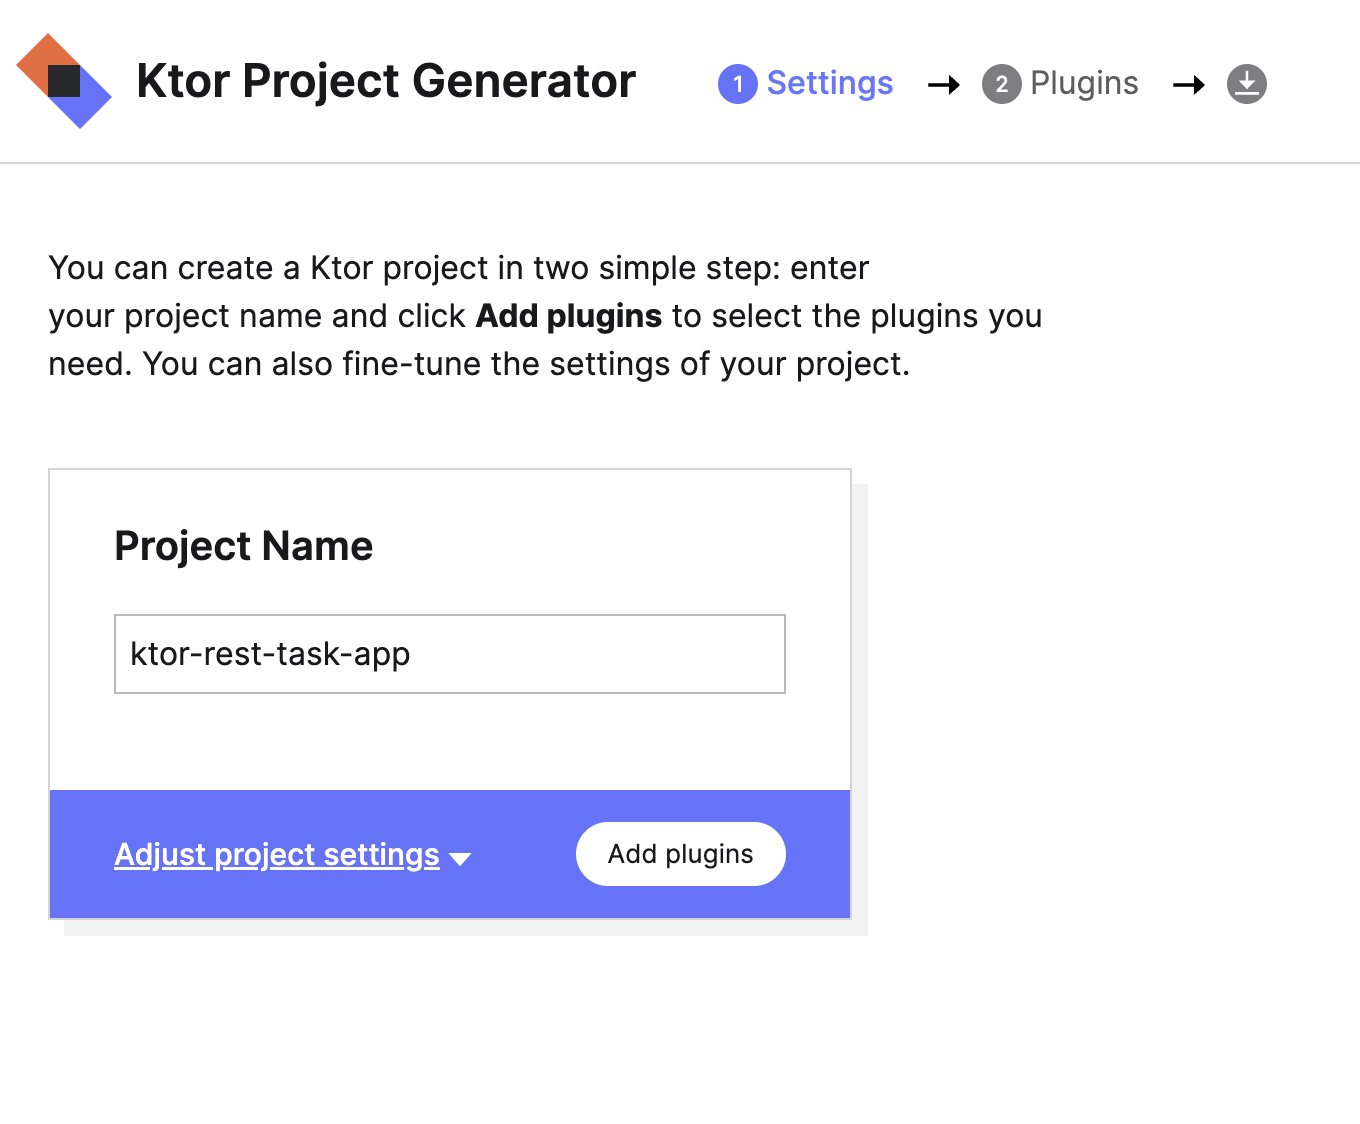 Ktor Project Generator
1 Settings
2 Plugins
You can create a Ktor project in two simple step: enter
your project name and click Add plugins to select the plugins you
need. You can also fine-tune the settings of your project.
Project Name
ktor-rest-task-app
Adjust project settings
Add plugins